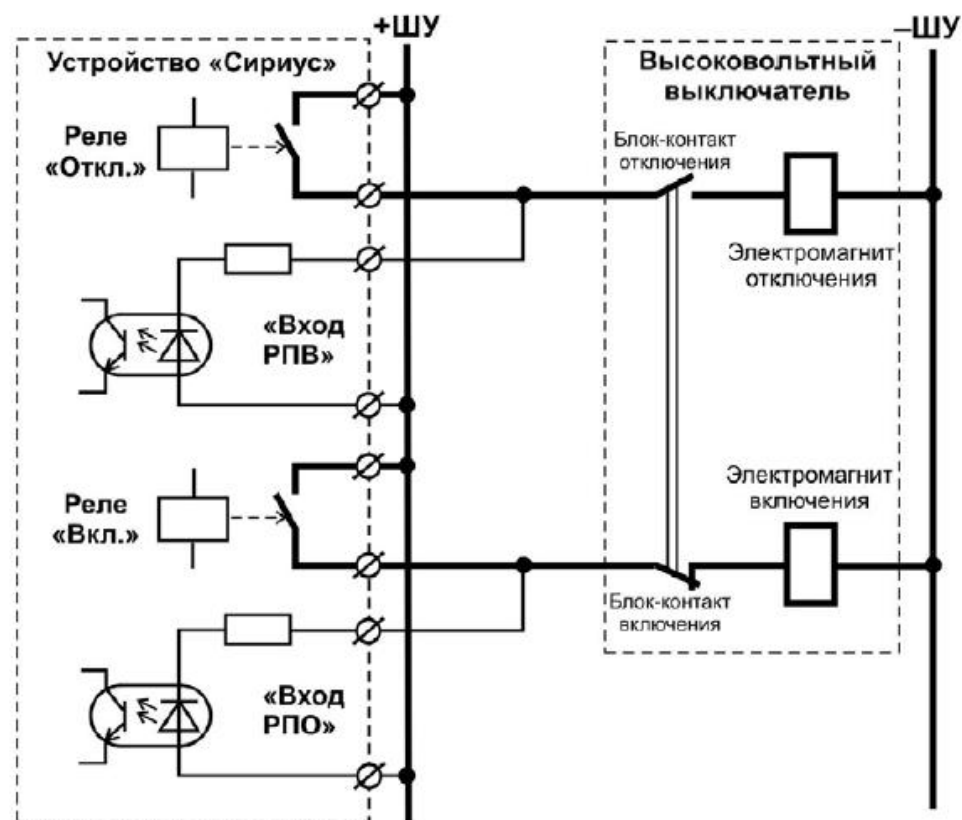 +ШУ
–ШУ
Устройство «Сириус»
Высоковольтный
выключатель
Реле
«Откл.»
Блок-контакт
отключения
Электромагнит
отключения
«Вход
РПВ»
Реле
«Вкл.»
Электромагнит
включения
Блок-контакт
включения
«Вход
РПО»